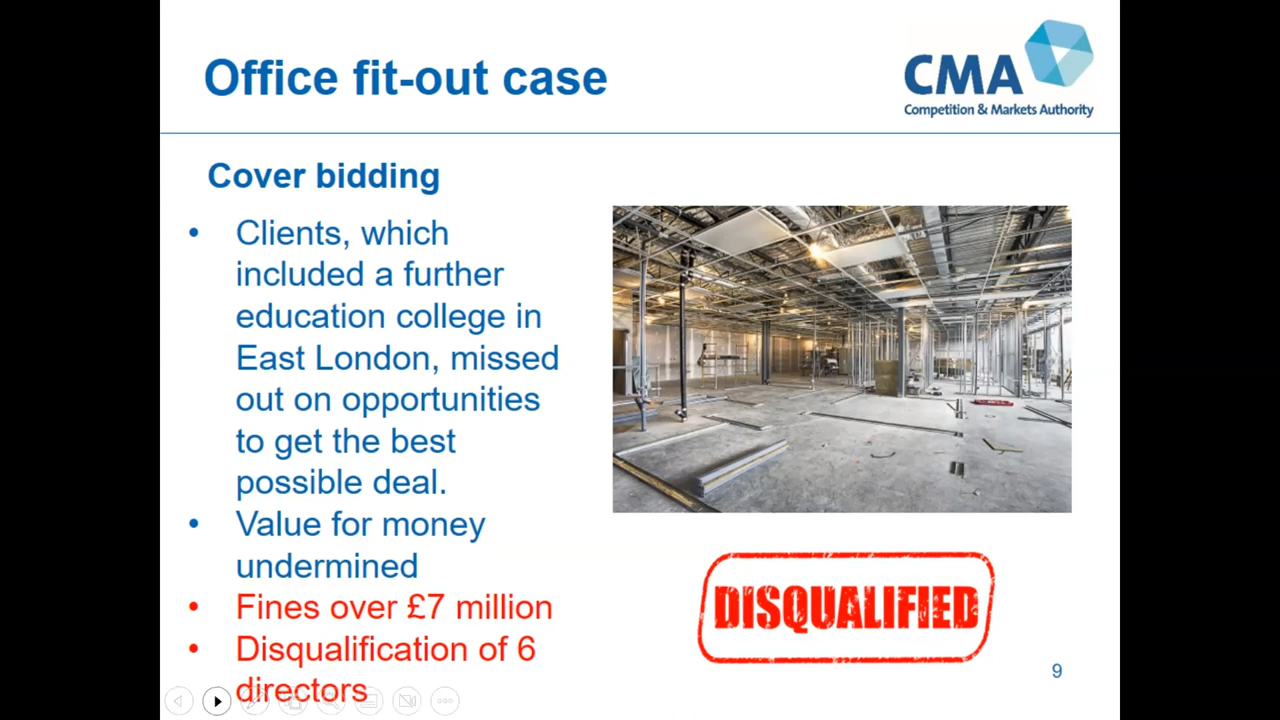 Office fit-out case
CMA
Competition & Markets Authority
Cover bidding
• Clients, which
included a further
education college in
East London, missed
out on opportunities
to get the best
possible deal.
• Value for money
undermined
• Fines over £7 million
• Disqualification of 6
directors
DISQUALIFIED
9